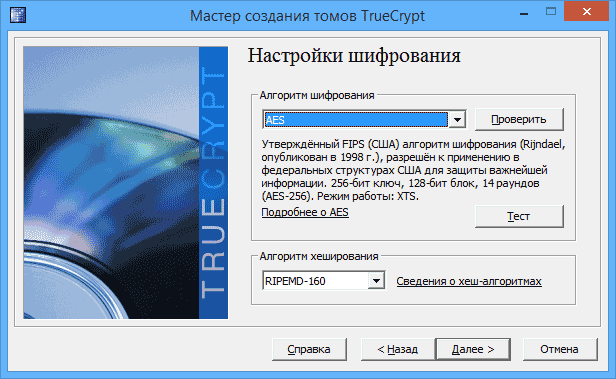 Мастер создания томов TrueCrypt
TRUECRYPT
Настройки шифрования
Алгоритм шифрования
AES
Проверить
Утверждённый FIPS (США) алгоритм шифрования (Rijndael,
опубликован в 1998 г.), разрешён к применению в
федеральных структурах США для защиты важнейшей
информации. 256-бит ключ, 128-бит блок, 14 раундов
(AES-256). Режим работы: XTS.
Подробнее о AES
Тест
Алгоритм хеширования
RIPEMD-160
Сведения о хеш-алгоритмах
Справка
< Назад
Далее >
Отмена